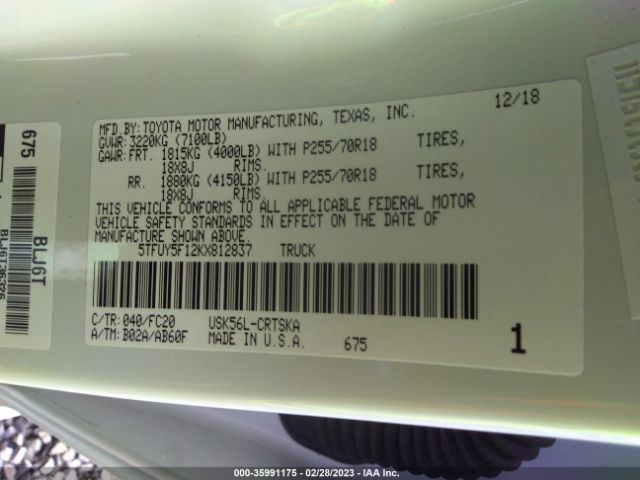 MFD.BY:TOYOTA MOTOR MANUFACTURING, TEXAS, INC. 12/18
GVWR: 3220KG (7100LB)
GAWR:FRT. 1815KG (4000LB) WITH P255/70R18 TIRES,
18X8J RIMS.
RR. 1880KG (4150LB) WITH P255/70R18 TIRES,
18X8J RIMS.
THIS VEHICLE CONFORMS TO ALL APPLICABLE FEDERAL MOTOR
VEHICLE SAFETY STANDARDS IN EFFECT ON THE DATE OF
MANUFACTURE SHOWN ABOVE.
5TFUY5F12KX812837 TRUCK
C/TR:040/FC20 USK56L-CRTSKA
A/TM:B02A/AB60F MADE IN U.S.A. 675 1
675
BLJ6T
000-35991175 - 02/28/2023 - IAA Inc.